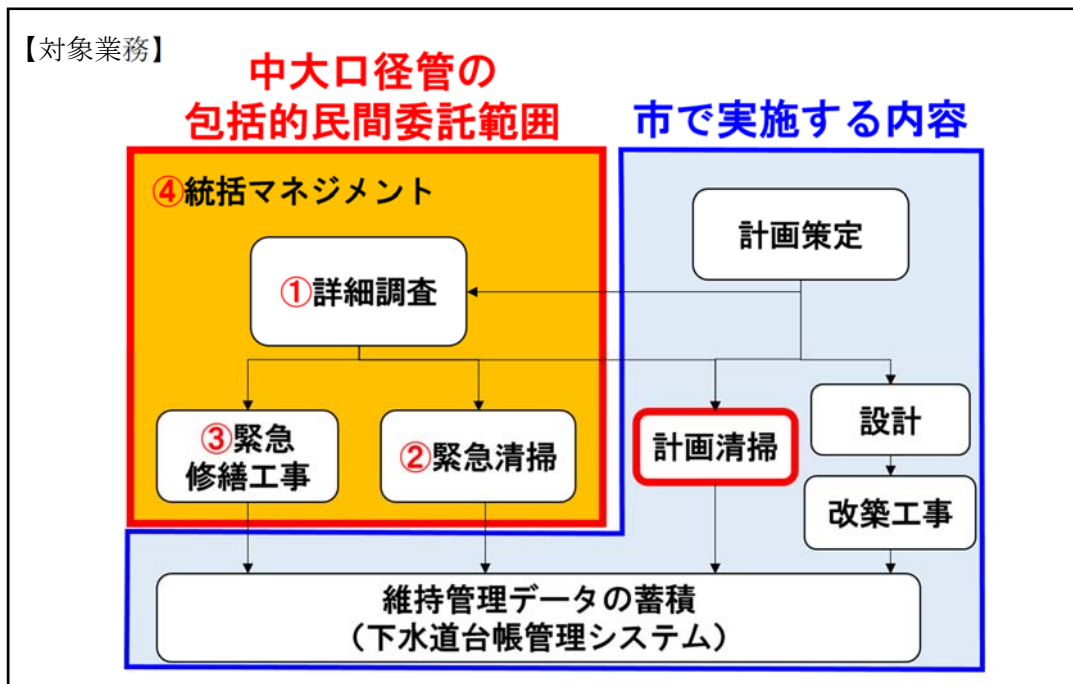 【対象業務】
中大口径管の
包括的民間委託範囲
市で実施する内容
④統括マネジメント
計画策定
①詳細調査
③緊急
修繕工事
②緊急清掃
計画清掃
設計
改築工事
維持管理データの蓄積
（下水道台帳管理システム）